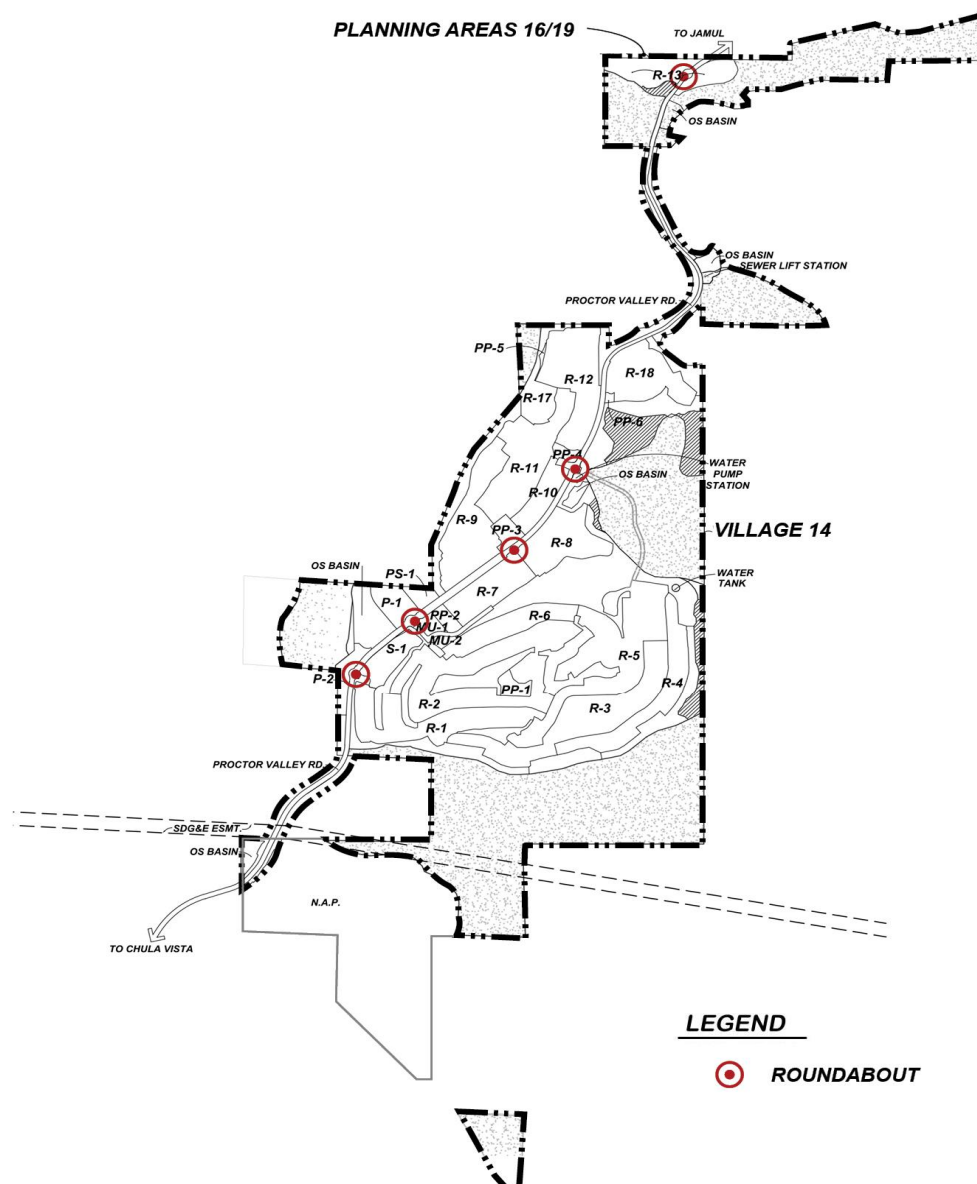 PLANNING AREAS 16/19
TO JAMUL
R-13
OS BASIN
OS BASIN
SEWER LIFT STATION
PROCTOR VALLEY RD.
PP-5
R-12
R-18
R-17
PP-6
PP-4
R-11
WATER
PUMP
STATION
OS BASIN
R-10
R-9
PP-3
VILLAGE 14
R-8
OS BASIN
PS-1
WATER
TANK
R-7
P-1
PP-2
R-6
MU-1
MU-2
S-1
R-5
P-2
R-4
PP-1
R-2
R-3
R-1
PROCTOR VALLEY RD.
SDG&E ESMT.
OS BASIN
N.A.P.
TO CHULA VISTA
LEGEND
ROUNDABOUT